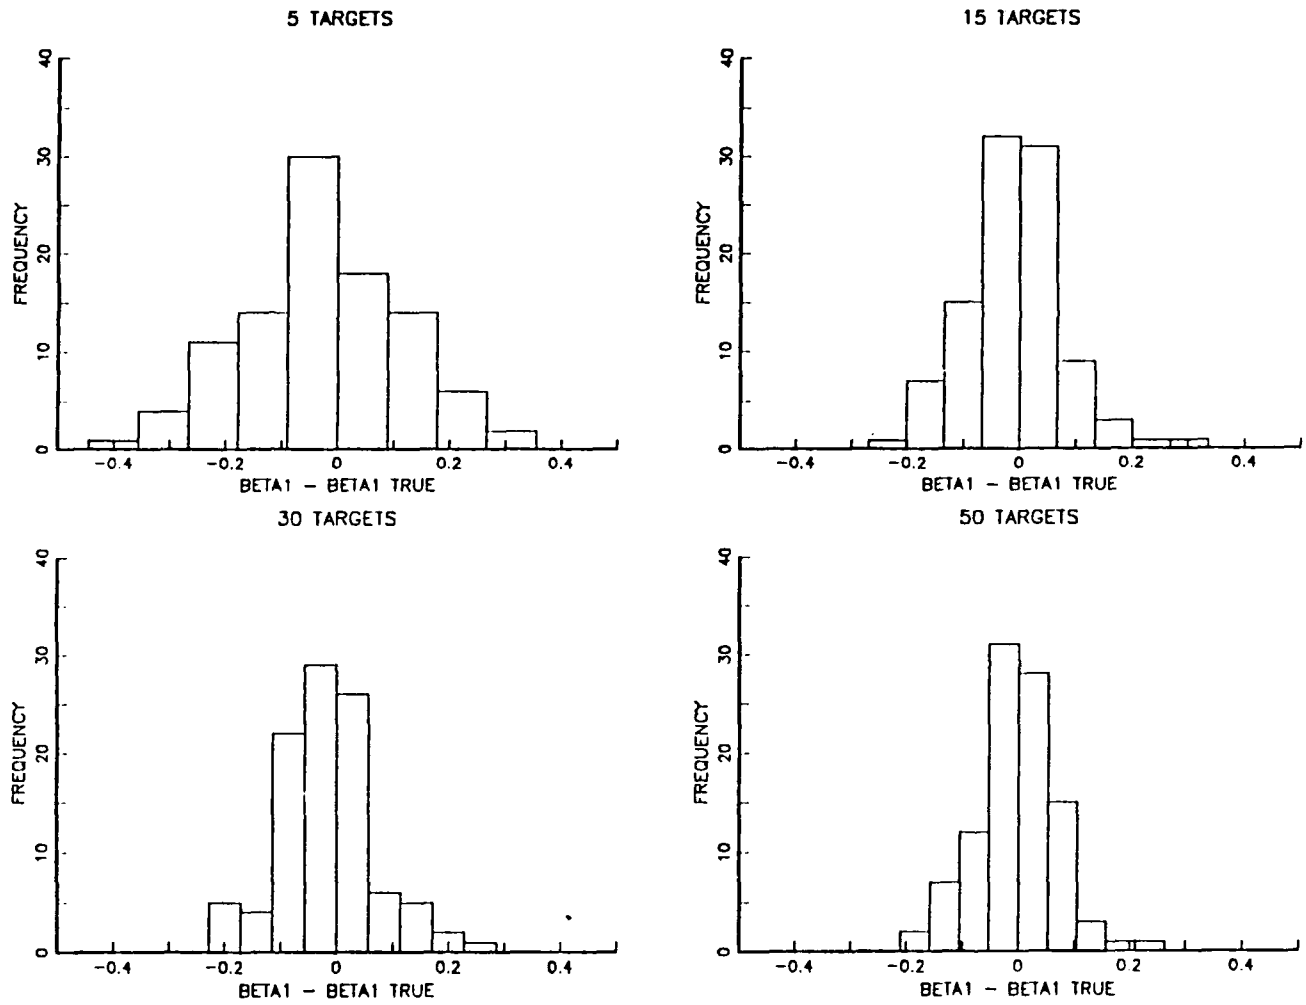 5 TARGETS
FREQUENCY
0 10 20 30 40
-0.4 -0.2 0 0.2 0.4
BETA1 - BETA1 TRUE
15 TARGETS
FREQUENCY
0 10 20 30 40
-0.4 -0.2 0 0.2 0.4
BETA1 - BETA1 TRUE
30 TARGETS
FREQUENCY
0 10 20 30 40
-0.4 -0.2 0 0.2 0.4
BETA1 - BETA1 TRUE
50 TARGETS
FREQUENCY
0 10 20 30 40
-0.4 -0.2 0 0.2 0.4
BETA1 - BETA1 TRUE